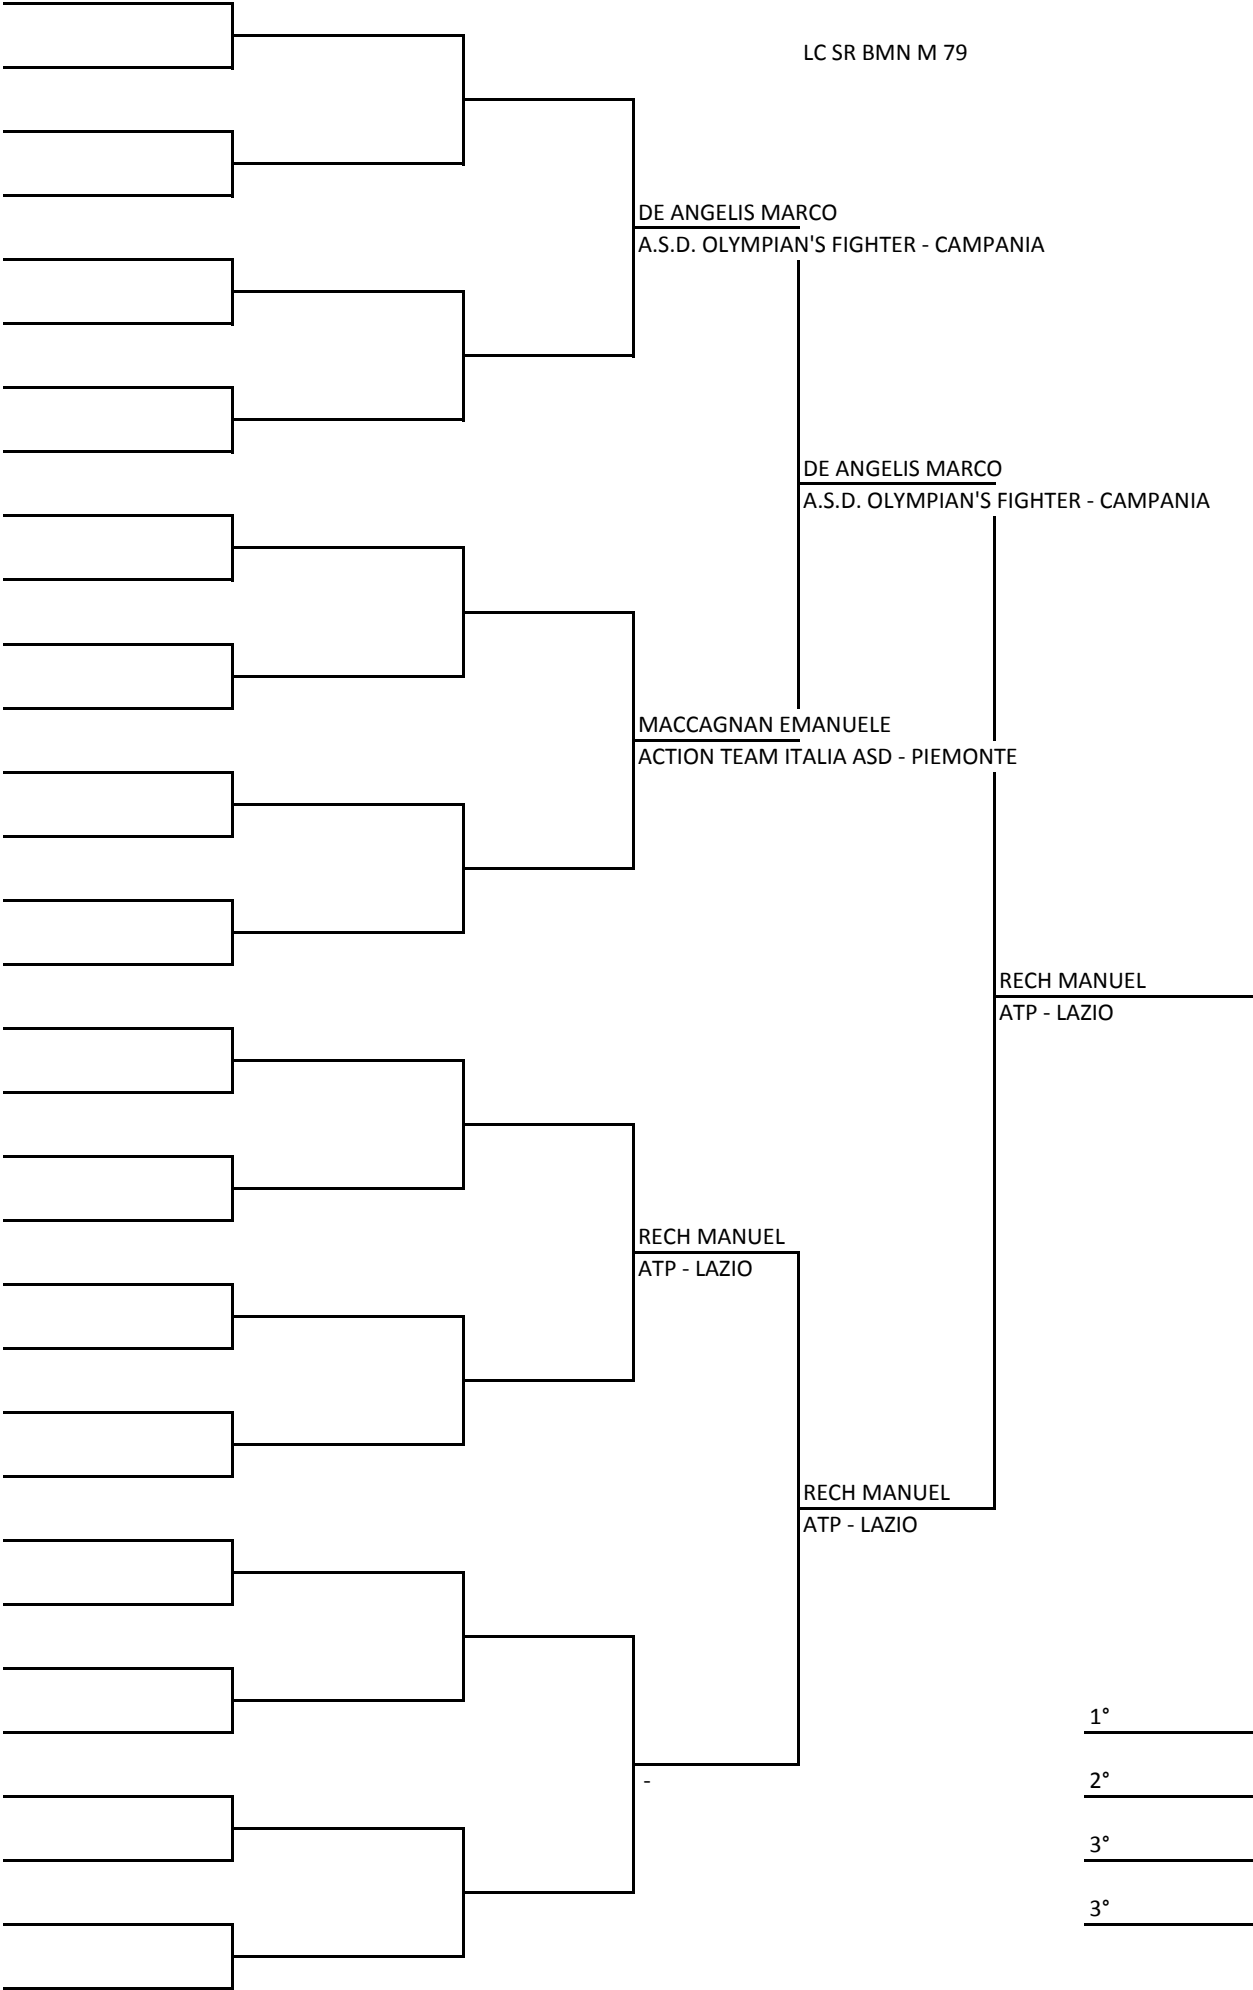 LC SR BMN M 79
DE ANGELIS MARCO
A.S.D. OLYMPIAN'S FIGHTER - CAMPANIA
DE ANGELIS MARCO
A.S.D. OLYMPIAN'S FIGHTER - CAMPANIA
MACCAGNAN EMANUELE
ACTION TEAM ITALIA ASD - PIEMONTE
RECH MANUEL
ATP - LAZIO
RECH MANUEL
ATP - LAZIO
RECH MANUEL
ATP - LAZIO
1°
-
2°
3°
3°